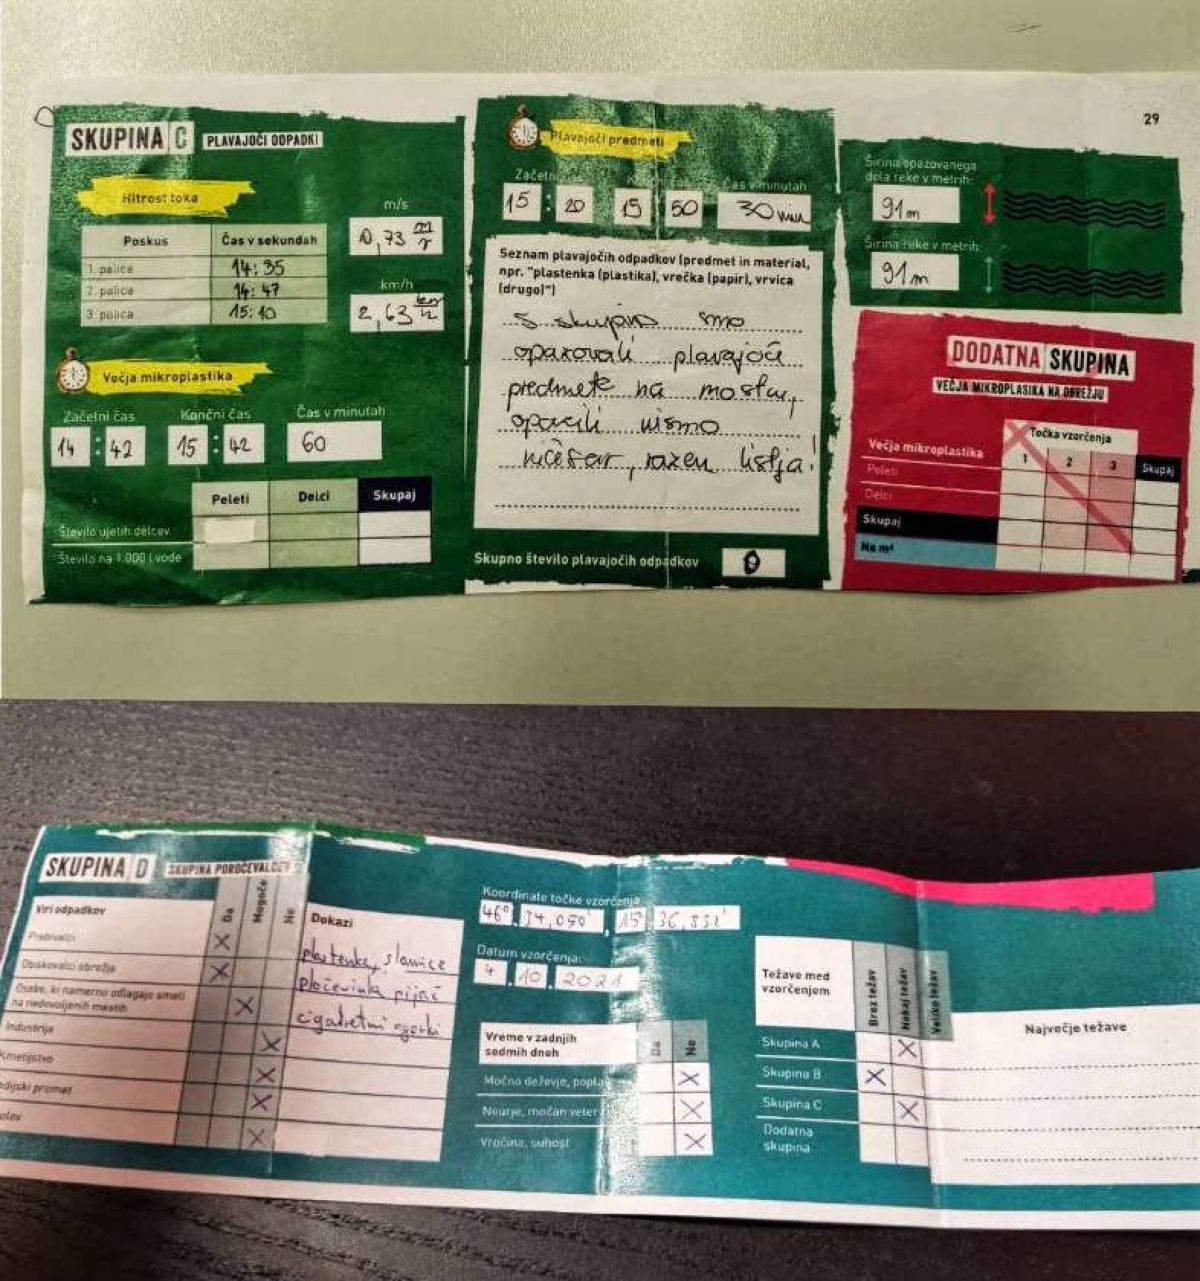 29
SKUPINA C PLAVAJOČI ODPADKI
Hitrost toka
Poskus Čas v sekundah
1. palica 14:35
2. palica 14:47
3. palica 15:10
m/s
0,73 m/s
km/h
2,63 km/h
Večja mikroplastika
Začetni čas Končni čas Čas v minutah
14 : 42 15 : 42 60
Peleti Delci Skupaj
Število ujetih delcev
Število na 1.000 l vode
Plavajoči predmeti
Začetni Čas v minutah
15 : 20 15 50 30 min
Seznam plavajočih odpadkov (predmet in material,
npr. "plastenka (plastika), vrečka (papir), vrvica
(drugo)")
S skupino smo
opazovali plavajoče
predmete na mostu,
opazili nismo
ničesar, razen listja!
Skupno število plavajočih odpadkov 0
Širina opazovanega
dela reke v metrih:
91m
Širina reke v metrih:
91m
DODATNA SKUPINA
VEČJA MIKROPLASIKA NA OBREŽJU
Večja mikroplastika Točka vzorčenja
1 2 3 Skupaj
Peleti
Delci
Skupaj
Na m²
SKUPINA D SKUPINA POROČEVALCEV
Viri odpadkov Da Mogoče Ne Dokazi
Prebivalci X
Obiskovalci obrežja X
Osebe, ki namerno odlagajo smeti
na nedovoljenih mestih X
Industrija X
Kmetijstvo X
promet X
X
plastenke, slamice
pločevinke pijač
cigaretni ogorki
Koordinate točke vzorčenja
46° 34,050' 15° 36,832'
Datum vzorčenja:
4. 10. 2021
Vreme v zadnjih
sedmih dneh Da Ne
Močno deževje, popla X
Neurje, močan veter X
Vročina, suhost X
Težave med
vzorčenjem Brez težav Nekaj težav Veliko težav
Skupina A X
Skupina B X
Skupina C X
Dodatna
skupina
Največje težave